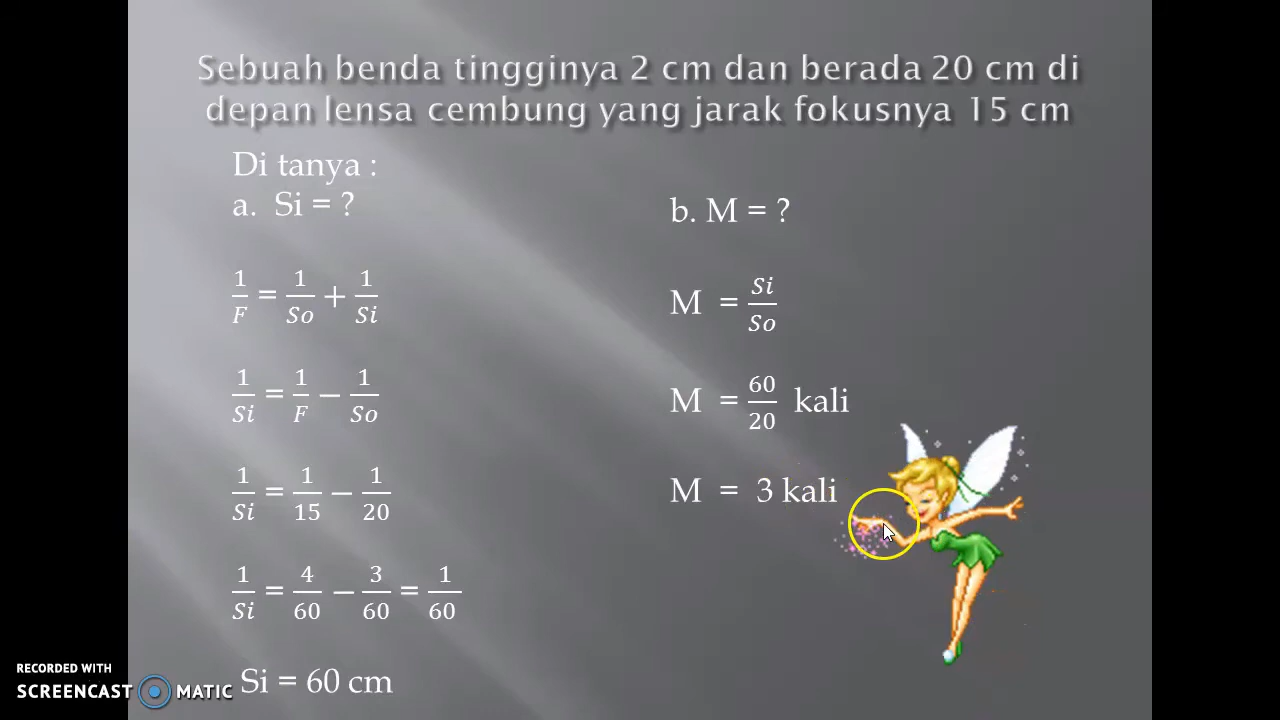 Sebuah benda tingginya 2 cm dan berada 20 cm di
depan lensa cembung yang jarak fokusnya 15 cm
Di tanya :
a. Si = ?
1/F = 1/So + 1/Si
1/Si = 1/F − 1/So
1/Si = 1/15 − 1/20
1/Si = 4/60 − 3/60 = 1/60
Si = 60 cm
b. M = ?
M = Si/So
M = 60/20 kali
M = 3 kali
RECORDED WITH
SCREENCAST MATIC